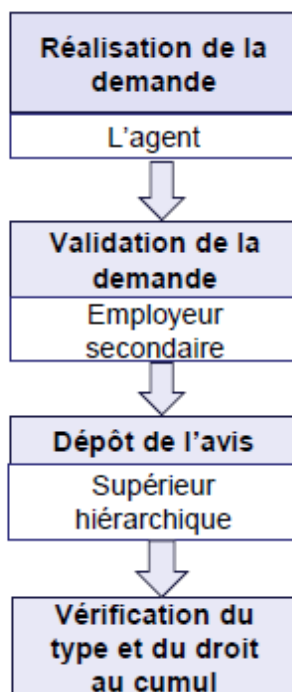 Réalisation de la
demande
L'agent
Validation de la
demande
Employeur
secondaire
Dépôt de l'avis
Supérieur
hiérarchique
Vérification du
type et du droit
au cumul